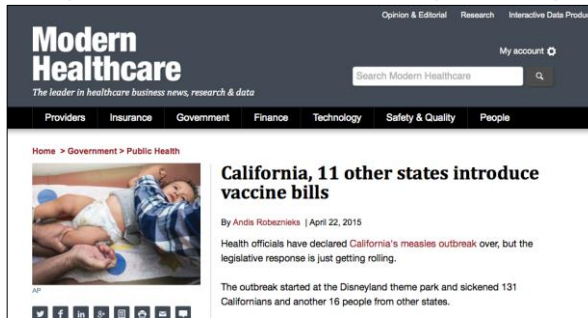 Opinion & Editorial Research Interactive Data Produ
Modern
Healthcare
The leader in healthcare business news, research & data
My account
Search Modern Healthcare
Providers Insurance Government Finance Technology Safety & Quality People
Home > Government > Public Health
California, 11 other states introduce
vaccine bills
By Andis Robeznieks | April 22, 2015
Health officials have declared California's measles outbreak over, but the
legislative response is just getting rolling.
The outbreak started at the Disneyland theme park and sickened 131
Californians and another 16 people from other states.
AP